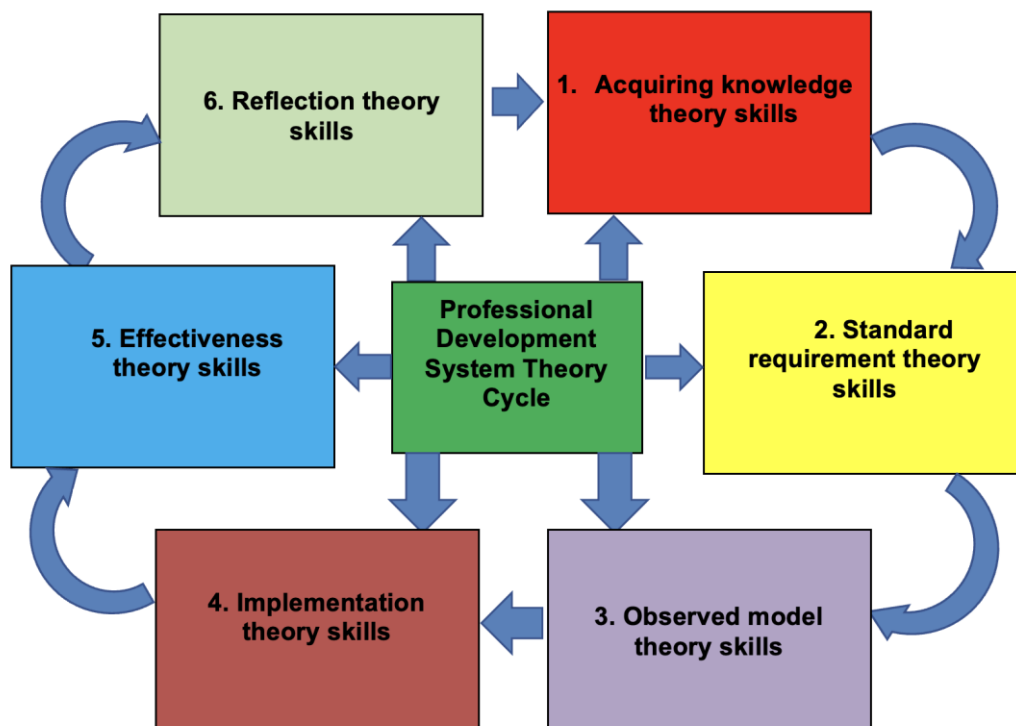 6. Reflection theory
skills
1. Acquiring knowledge
theory skills
5. Effectiveness
theory skills
Professional
Development
System Theory
Cycle
2. Standard
requirement theory
skills
4. Implementation
theory skills
3. Observed model
theory skills